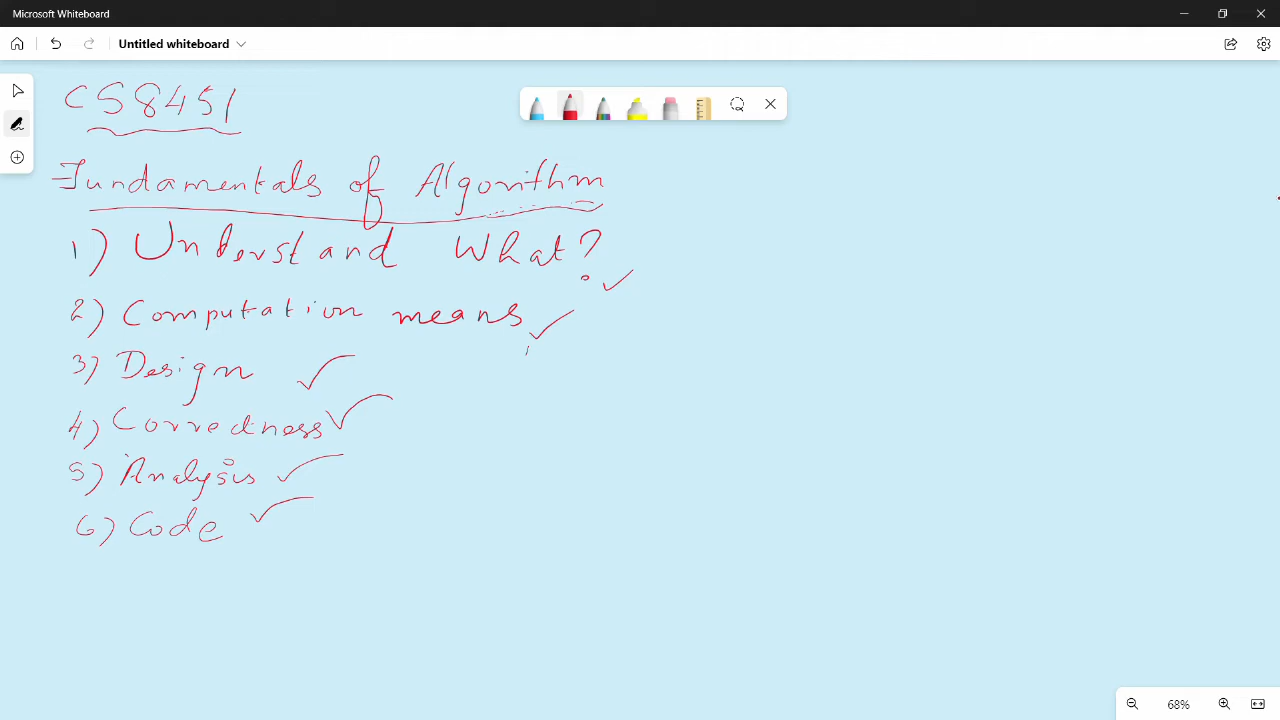 Microsoft Whiteboard
Untitled whiteboard
CS8451
Fundamentals of Algorithm
1) Understand What?
2) Computation means
3) Design
4) Correctness
5) Analysis
6) Code
68%